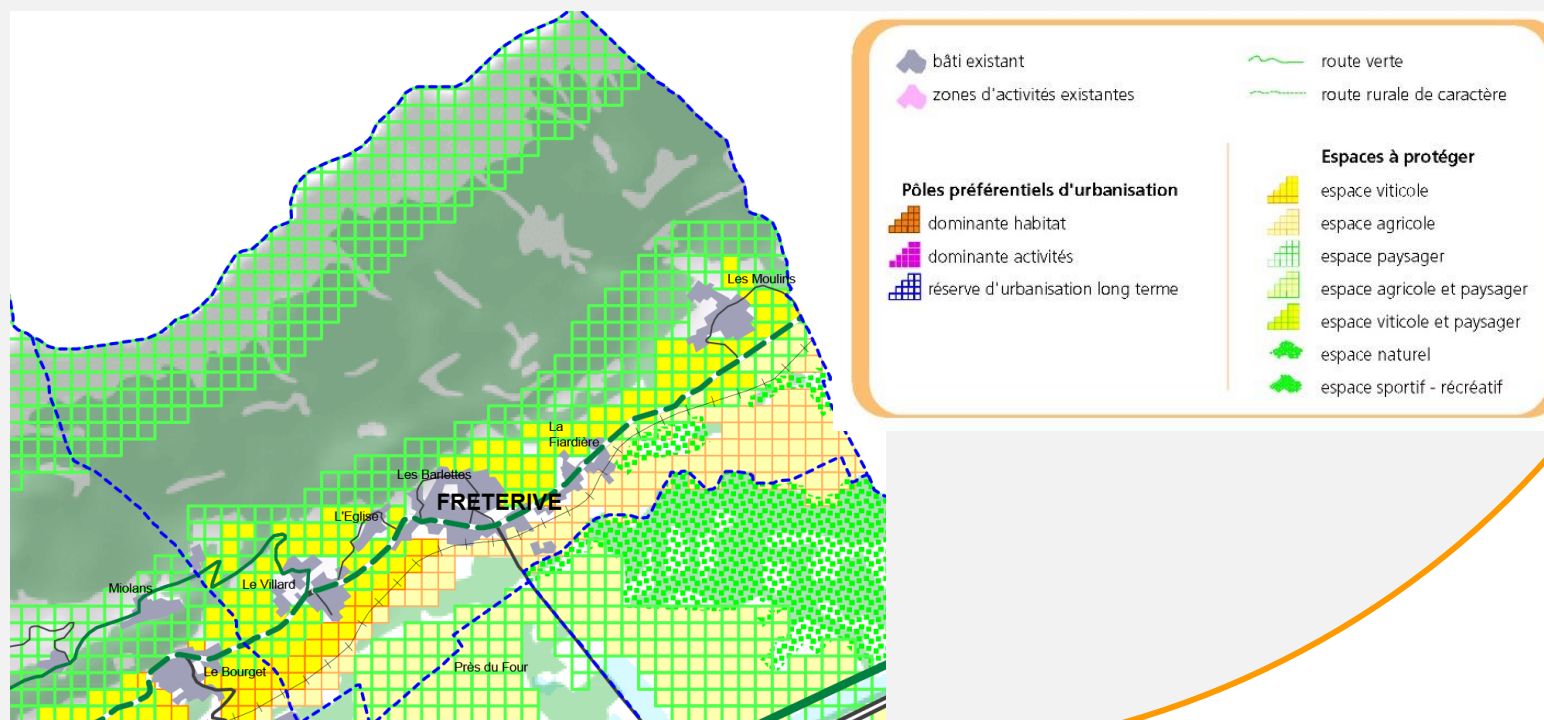 bâti existant
zones d'activités existantes
Pôles préférentiels d'urbanisation
dominante habitat
dominante activités
réserve d'urbanisation long terme
route verte
route rurale de caractère
Espaces à protéger
espace viticole
espace agricole
espace paysager
espace agricole et paysager
espace viticole et paysager
espace naturel
espace sportif - récréatif
Les Moulins
La
Fiardière
Les Barlettes
FRETERIVE
L'Eglise
Le Villard
Miolans
Le Bourget
Près du Four